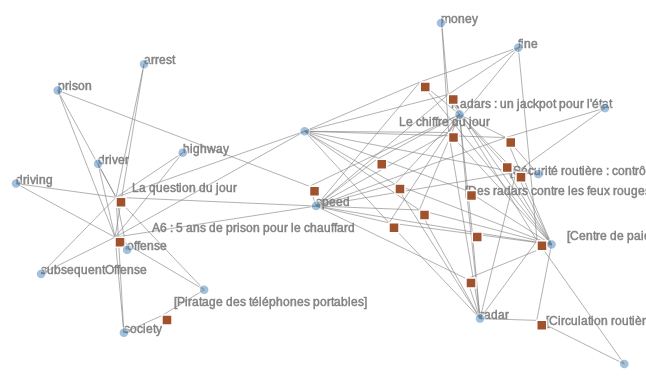 money
fine
arrest
prison
Radars : un jackpot pour l'état
Le chiffre du jour
highway
driver
Sécurité routière : contrô
driving
La question du jour
[Des radars contre les feux rouges
speed
A6 : 5 ans de prison pour le chauffard
[Centre de paie
offense
subsequentOffense
[Piratage des téléphones portables]
radar
[Circulation routièr
society